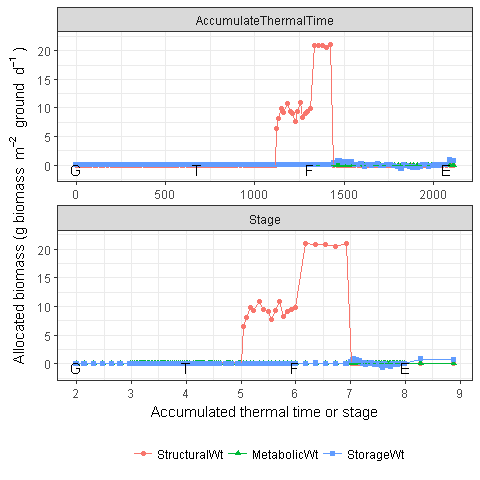 AccumulateThermalTime
20
15
10
5
0
G T F E
0 500 1000 1500 2000
Stage
20
15
10
5
0
G T F E
2 3 4 5 6 7 8 9
Allocated biomass (g biomass m⁻² ground d⁻¹ )
Accumulated thermal time or stage
StructuralWt MetabolicWt StorageWt